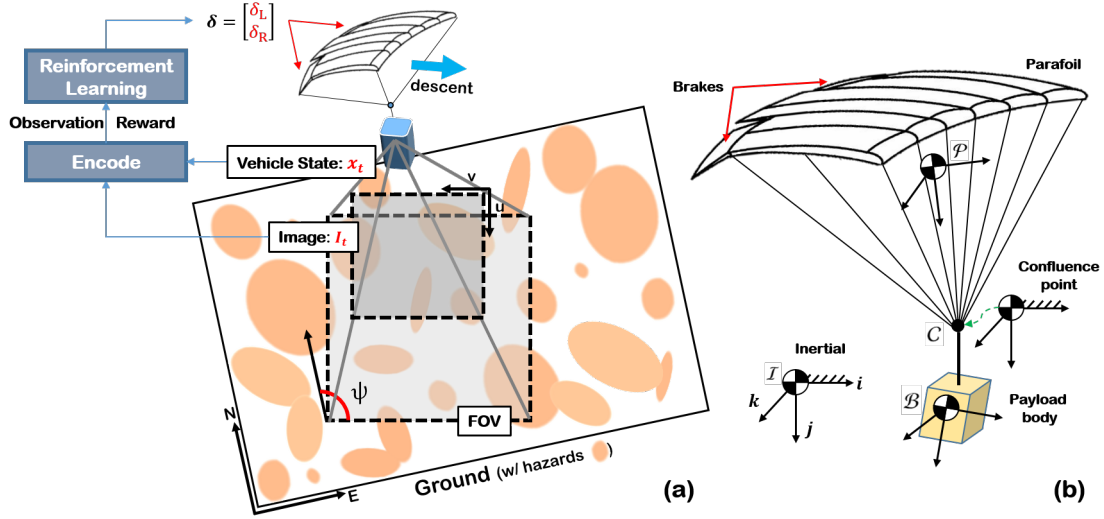 δ = [δL
δR]
Reinforcement
Learning
descent
Observation Reward
Encode
Vehicle State: xt
Image: It
v
u
ψ
FOV
N
E
Ground (w/ hazards )
(a)
Brakes
Parafoil
P
Confluence
point
C
Inertial
I
i
k
j
B
Payload
body
(b)